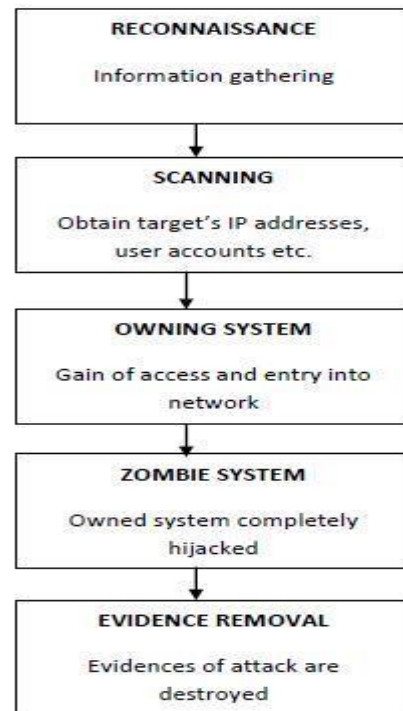 RECONNAISSANCE
Information gathering
SCANNING
Obtain target's IP addresses,
user accounts etc.
OWNING SYSTEM
Gain of access and entry into
network
ZOMBIE SYSTEM
Owned system completely
hijacked
EVIDENCE REMOVAL
Evidences of attack are
destroyed